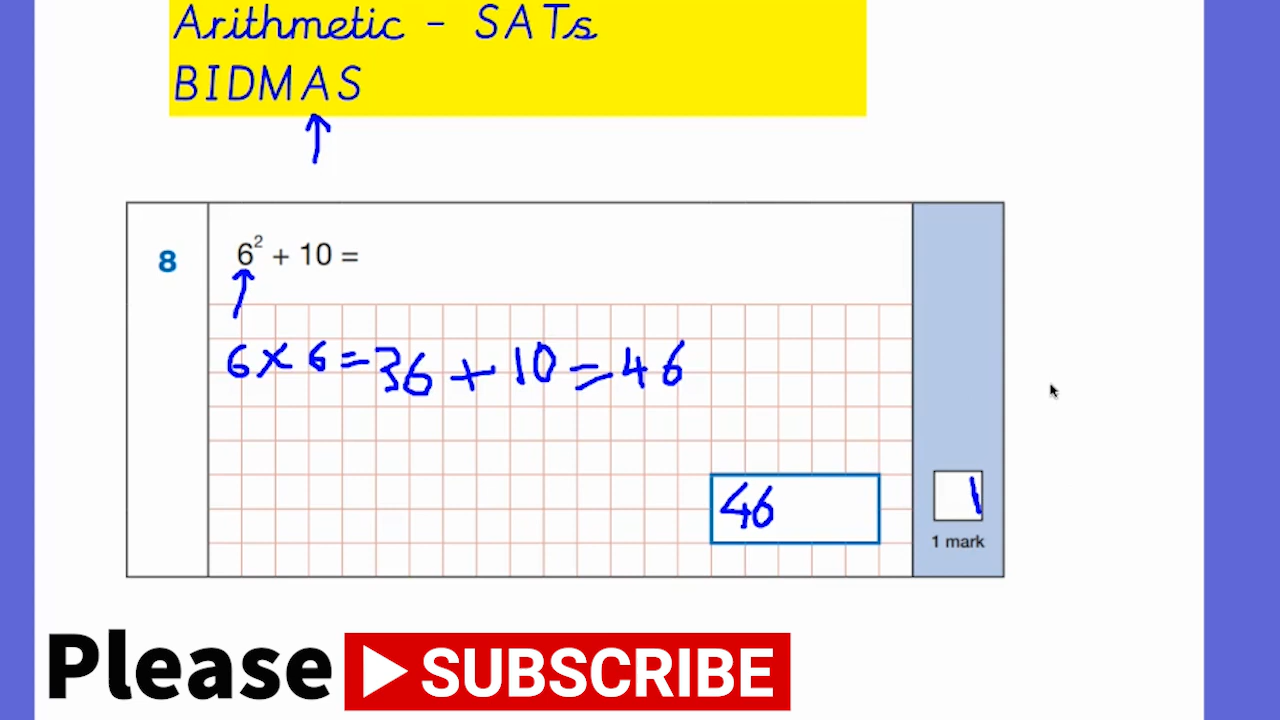 Arithmetic - SATs
BIDMAS
8
6² + 10 =
6 × 6 = 36 + 10 = 46
46
1
1 mark
Please SUBSCRIBE